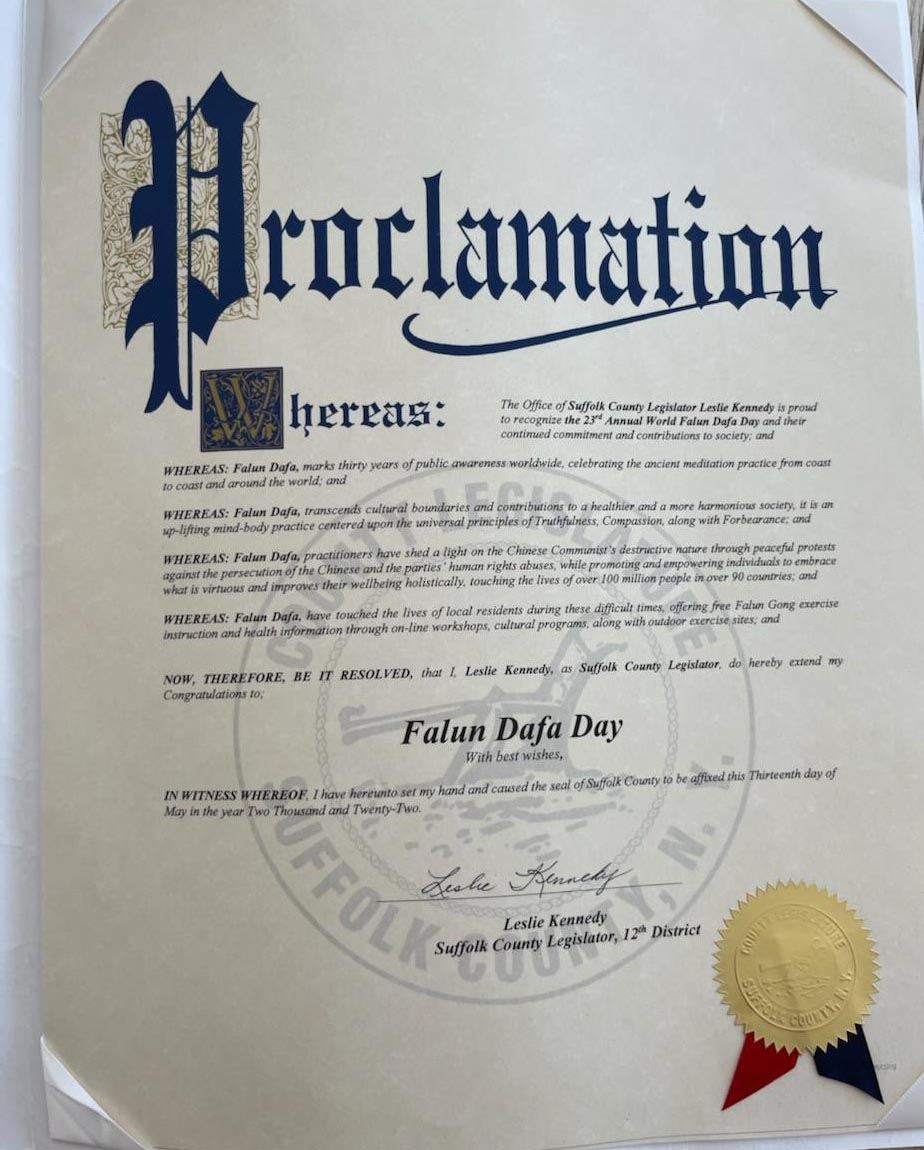 Proclamation
Whereas:
The Office of Suffolk County Legislator Leslie Kennedy is proud
to recognize the 23rd Annual World Falun Dafa Day and their
continued commitment and contributions to society; and
WHEREAS: Falun Dafa, marks thirty years of public awareness worldwide, celebrating the ancient meditation practice from coast
to coast and around the world; and
WHEREAS: Falun Dafa, transcends cultural boundaries and contributions to a healthier and a more harmonious society, it is an
up-lifting mind-body practice centered upon the universal principles of Truthfulness, Compassion, along with Forbearance; and
WHEREAS: Falun Dafa, practitioners have shed a light on the Chinese Communist's destructive nature through peaceful protests
against the persecution of the Chinese and the parties' human rights abuses, while promoting and empowering individuals to embrace
what is virtuous and improves their wellbeing holistically, touching the lives of over 100 million people in over 90 countries; and
WHEREAS: Falun Dafa, have touched the lives of local residents during these difficult times, offering free Falun Gong exercise
instruction and health information through on-line workshops, cultural programs, along with outdoor exercise sites; and
NOW, THEREFORE, BE IT RESOLVED, that I, Leslie Kennedy, as Suffolk County Legislator, do hereby extend my
Congratulations to;
Falun Dafa Day
With best wishes,
IN WITNESS WHEREOF, I have hereunto set my hand and caused the seal of Suffolk County to be affixed this Thirteenth day of
May in the year Two Thousand and Twenty-Two.
Leslie Kennedy
Leslie Kennedy
Suffolk County Legislator, 12th District
COUNTY LEGISLATURE
SUFFOLK COUNTY, N.Y.
COUNTY LEGISLATURE
SUFFOLK COUNTY, N.Y.